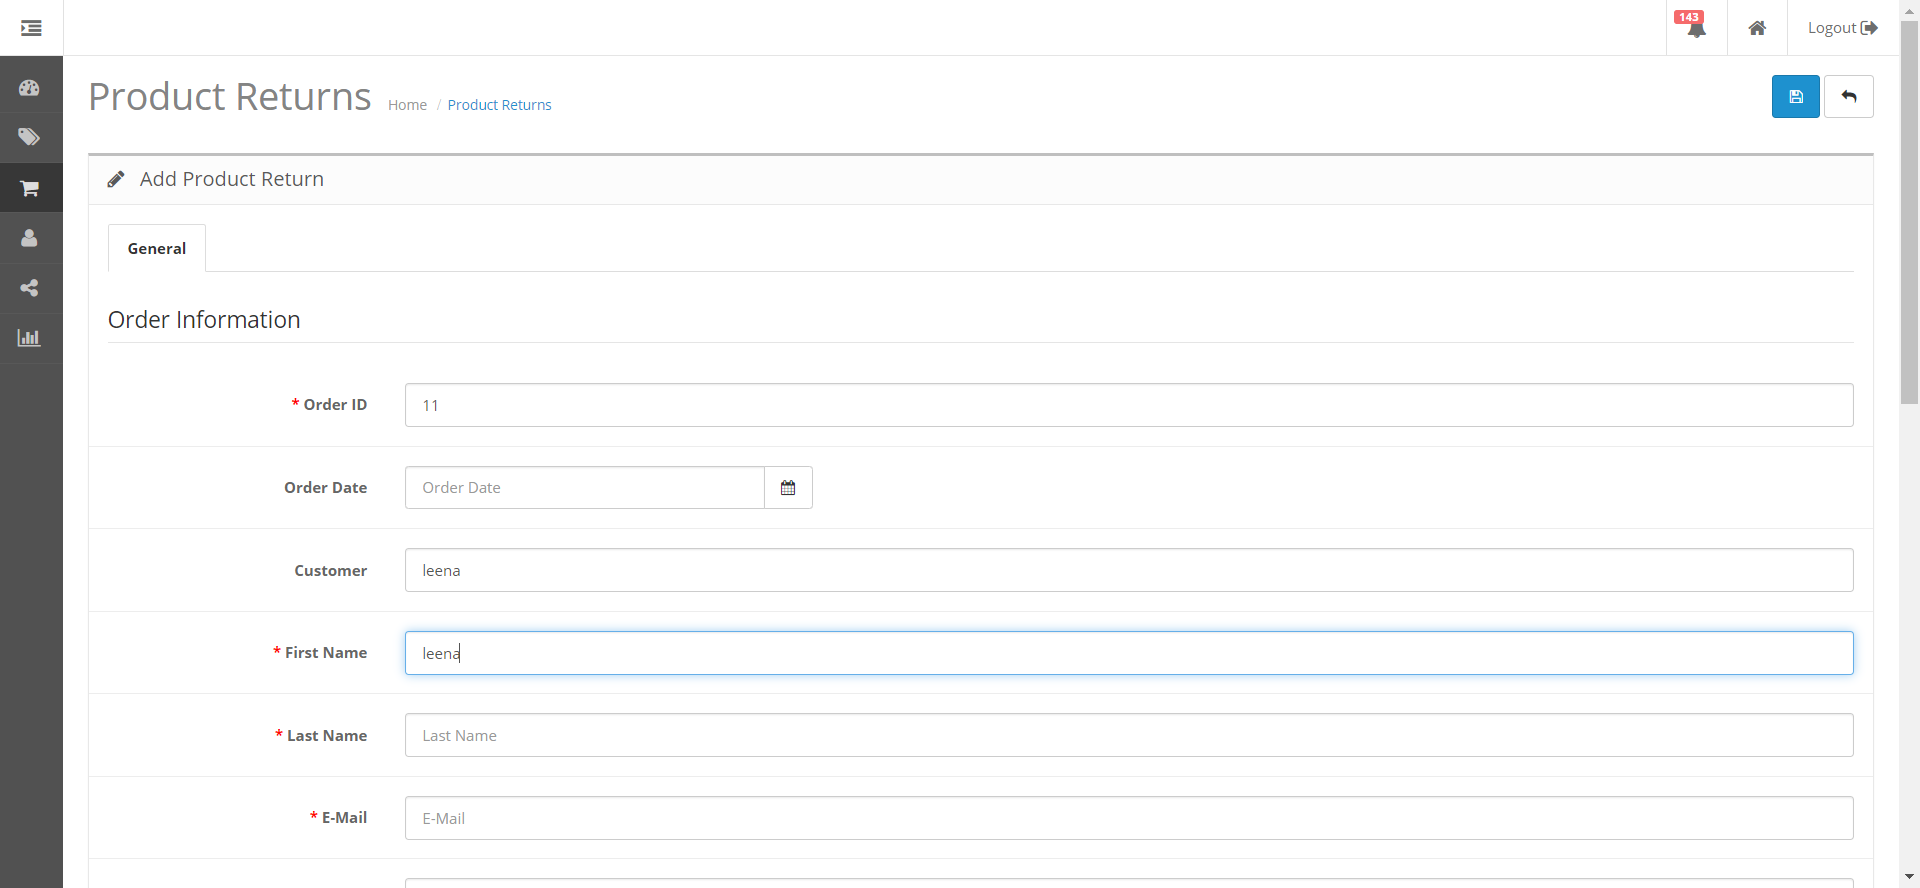 143
Logout
Product Returns
Home / Product Returns
Add Product Return
General
Order Information
* Order ID
11
Order Date
Order Date
Customer
leena
* First Name
leena
* Last Name
Last Name
* E-Mail
E-Mail